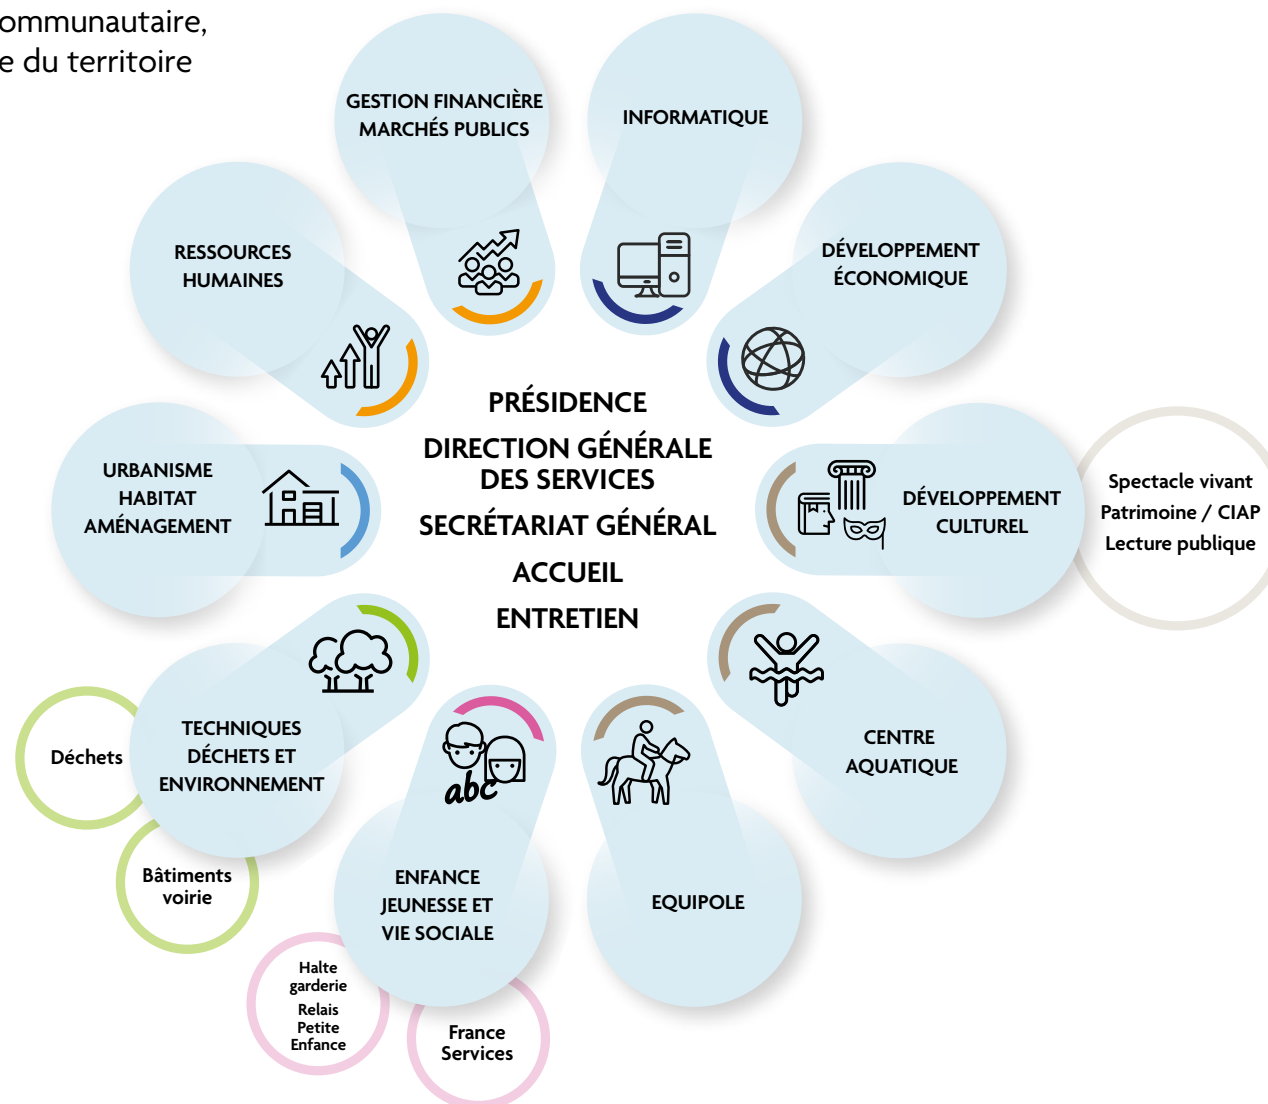 ommunautaire,
e du territoire
GESTION FINANCIÈRE
MARCHÉS PUBLICS
INFORMATIQUE
RESSOURCES
HUMAINES
DÉVELOPPEMENT
ÉCONOMIQUE
URBANISME
HABITAT
AMÉNAGEMENT
PRÉSIDENCE
DIRECTION GÉNÉRALE
DES SERVICES
SECRÉTARIAT GÉNÉRAL
ACCUEIL
ENTRETIEN
DÉVELOPPEMENT
CULTUREL
Spectacle vivant
Patrimoine / CIAP
Lecture publique
TECHNIQUES
DÉCHETS ET
ENVIRONNEMENT
Déchets
Bâtiments
voirie
abc
ENFANCE
JEUNESSE ET
VIE SOCIALE
Halte
garderie
Relais
Petite
Enfance
France
Services
EQUIPOLE
CENTRE
AQUATIQUE